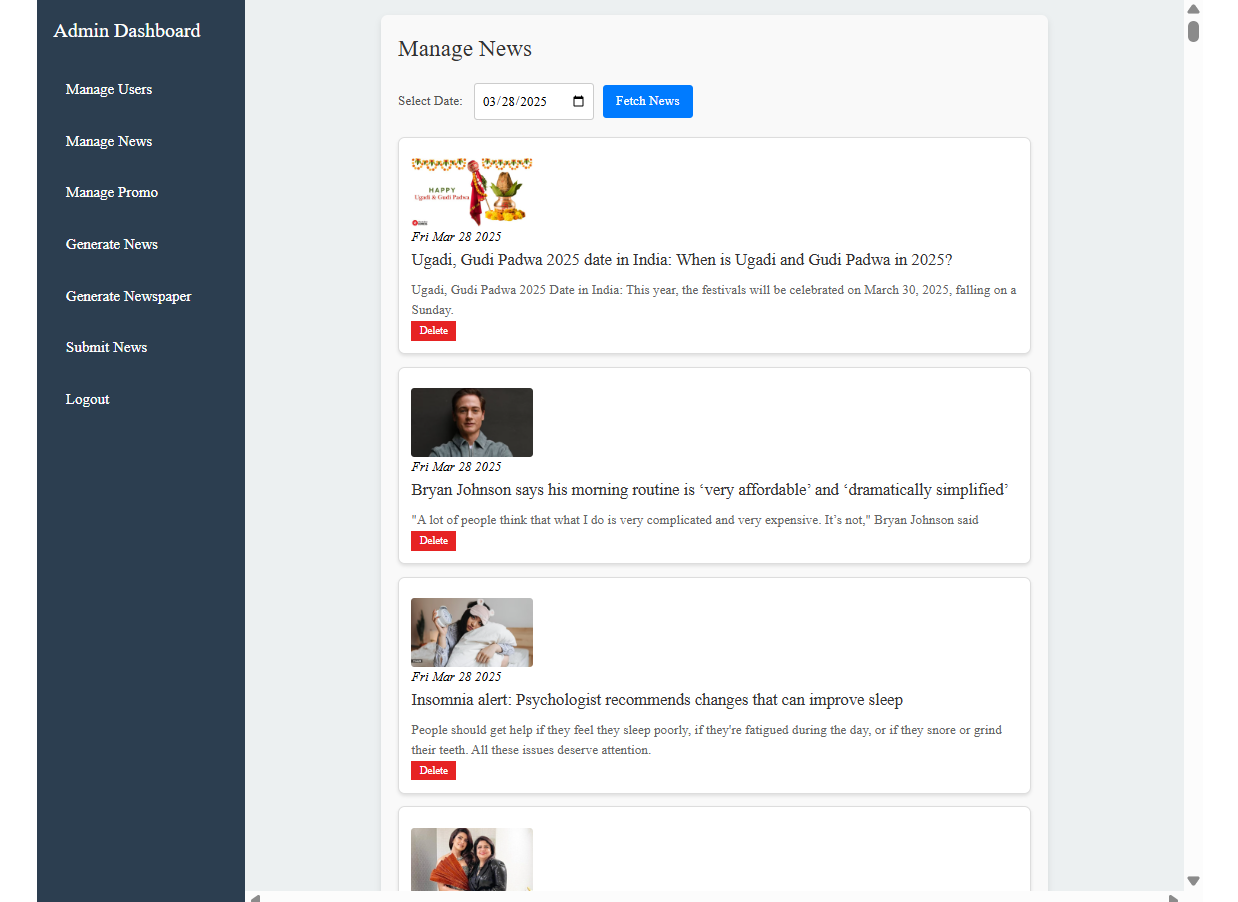 Admin Dashboard
Manage Users
Manage News
Manage Promo
Generate News
Generate Newspaper
Submit News
Logout
Manage News
Select Date:
03/28/2025
Fetch News
HAPPY
Ugadi & Gudi Padwa
Fri Mar 28 2025
Ugadi, Gudi Padwa 2025 date in India: When is Ugadi and Gudi Padwa in 2025?
Ugadi, Gudi Padwa 2025 Date in India: This year, the festivals will be celebrated on March 30, 2025, falling on a
Sunday.
Delete
Fri Mar 28 2025
Bryan Johnson says his morning routine is ‘very affordable’ and ‘dramatically simplified’
"A lot of people think that what I do is very complicated and very expensive. It’s not," Bryan Johnson said
Delete
Fri Mar 28 2025
Insomnia alert: Psychologist recommends changes that can improve sleep
People should get help if they feel they sleep poorly, if they're fatigued during the day, or if they snore or grind
their teeth. All these issues deserve attention.
Delete